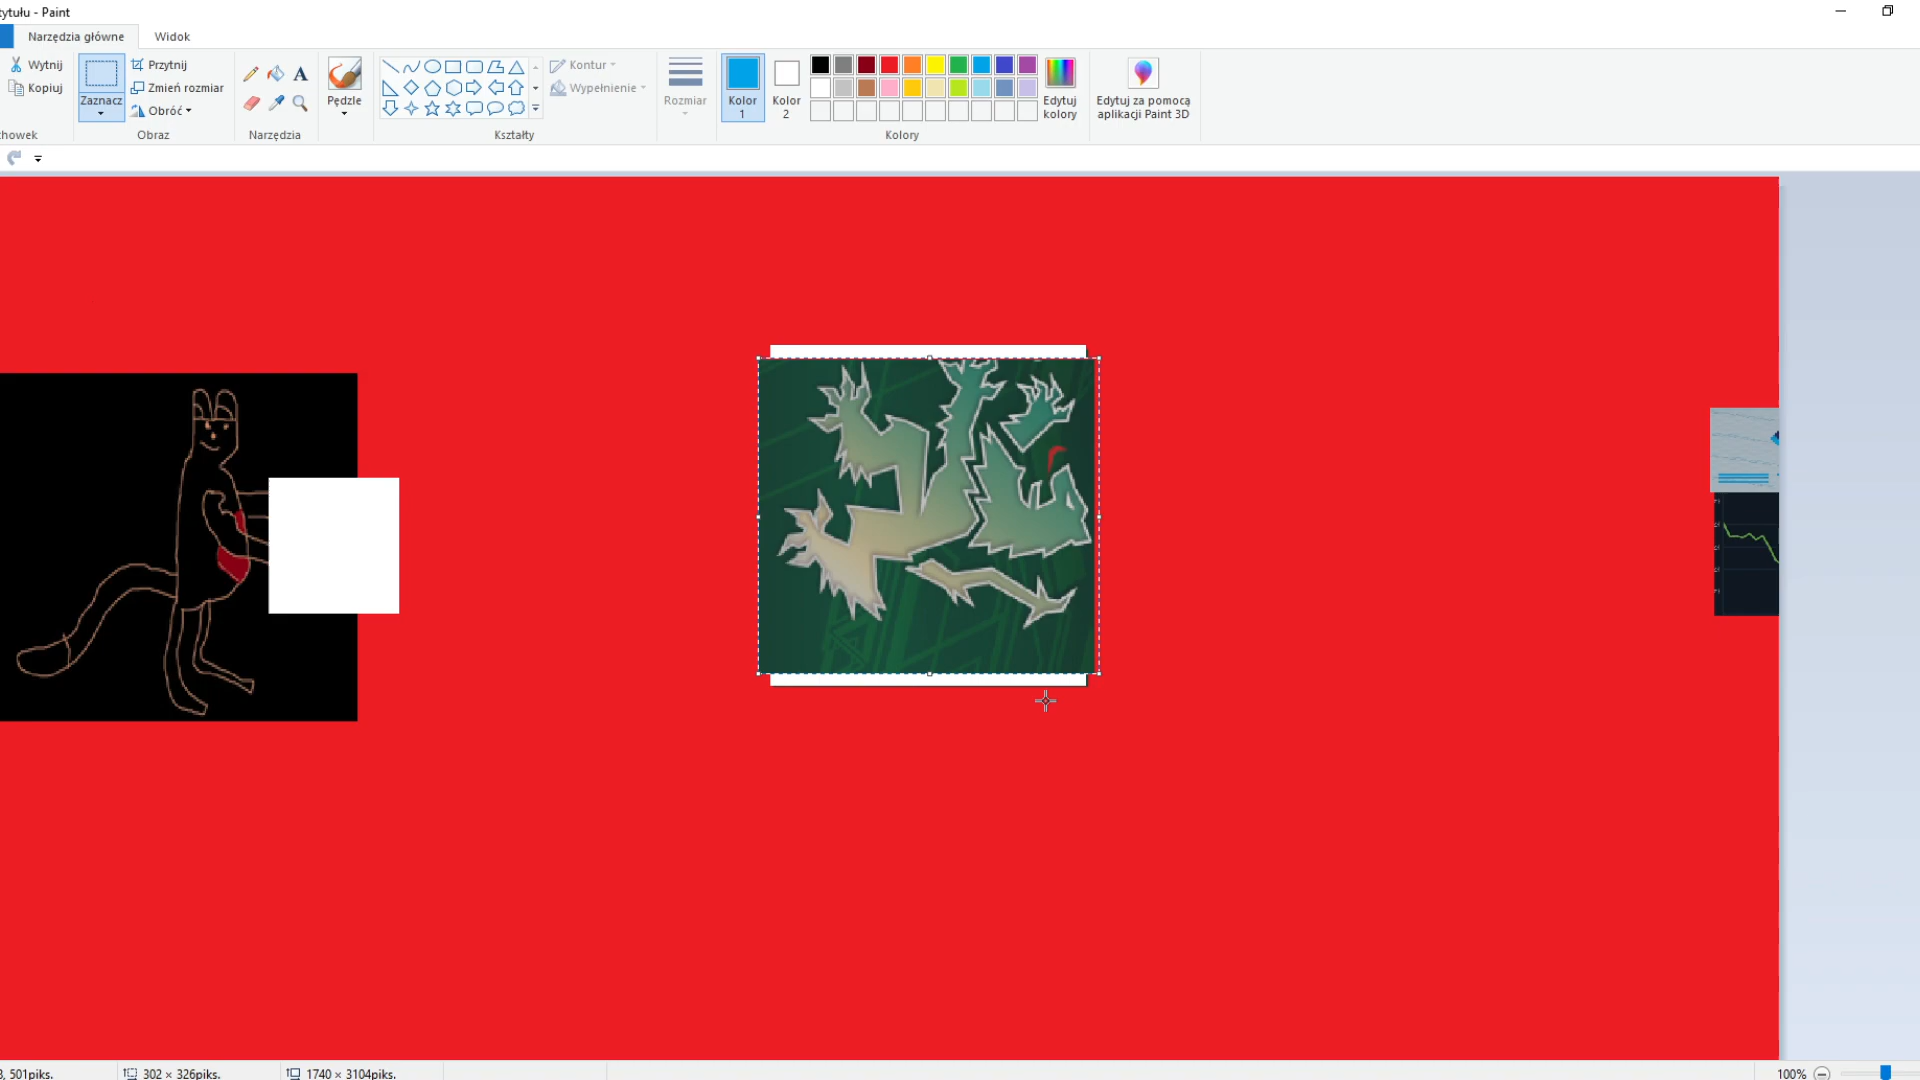 tytułu - Paint
Narzędzia główne Widok
Wytnij
Kopiuj
Zaznacz
Przytnij
Zmień rozmiar
Obróć
A
Pędzle
Kontur
Wypełnienie
Rozmiar
Kolor
1
Kolor
2
Edytuj
kolory
Edytuj za pomocą
aplikacji Paint 3D
howek Obraz Narzędzia Kształty Kolory
, 501piks. 302 × 326piks. 1740 × 3104piks. 100%